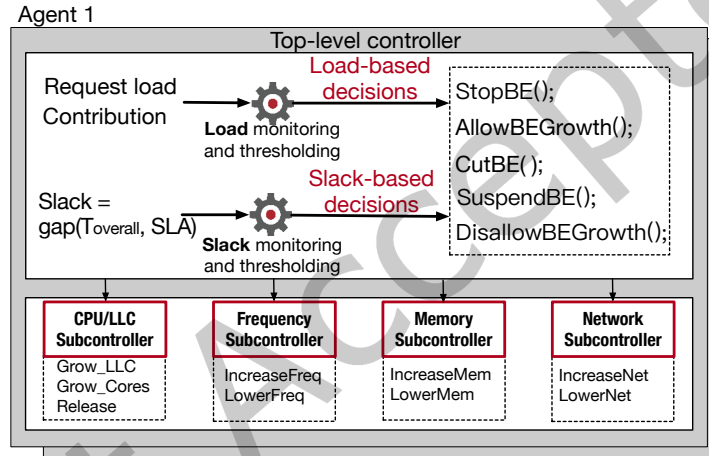 Agent 1
Top-level controller
Request load
Contribution
Load-based
decisions
Load monitoring
and thresholding
Slack =
gap(Toverall, SLA)
Slack-based
decisions
Slack monitoring
and thresholding
StopBE();
AllowBEGrowth();
CutBE();
SuspendBE();
DisallowBEGrowth();
CPU/LLC
Subcontroller
Grow_LLC
Grow_Cores
Release
Frequency
Subcontroller
IncreaseFreq
LowerFreq
Memory
Subcontroller
IncreaseMem
LowerMem
Network
Subcontroller
IncreaseNet
LowerNet